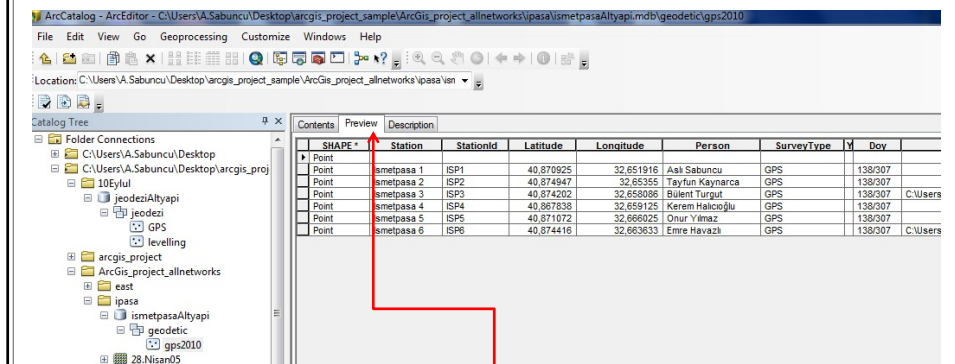 ArcCatalog - ArcEditor - C:\Users\A.Sabuncu\Desktop\arcgis_project_sample\ArcGis_project_allnetworks\ipasa\ismetpasaAltyapi.mdb\geodetic\gps2010
File Edit View Go Geoprocessing Customize Windows Help
Location: C:\Users\A.Sabuncu\Desktop\arcgis_project_sample\ArcGis_project_allnetworks\ipasa\isn
Catalog Tree
Folder Connections
C:\Users\A.Sabuncu\Desktop
C:\Users\A.Sabuncu\Desktop\arcgis_proj
10Eylul
jeodeziAltyapi
jeodezi
GPS
levelling
arcgis_project
ArcGis_project_allnetworks
east
ipasa
ismetpasaAltyapi
geodetic
gps2010
28.Nisan05
Contents Preview Description
SHAPE * Station StationId Latitude Longitude Person SurveyType Y Doy
Point
Point ismetpasa 1 ISP1 40,870925 32,651916 Aslı Sabuncu GPS 138/307
Point ismetpasa 2 ISP2 40,874947 32,65355 Tayfun Kaynarca GPS 138/307
Point ismetpasa 3 ISP3 40,874202 32,658086 Bülent Turgut GPS 138/307 C:\Users
Point ismetpasa 4 ISP4 40,867838 32,659125 Kerem Halıcıoğlu GPS 138/307
Point ismetpasa 5 ISP5 40,871072 32,666025 Onur Yılmaz GPS 138/307
Point ismetpasa 6 ISP6 40,874416 32,663633 Emre Havazlı GPS 138/307 C:\Users